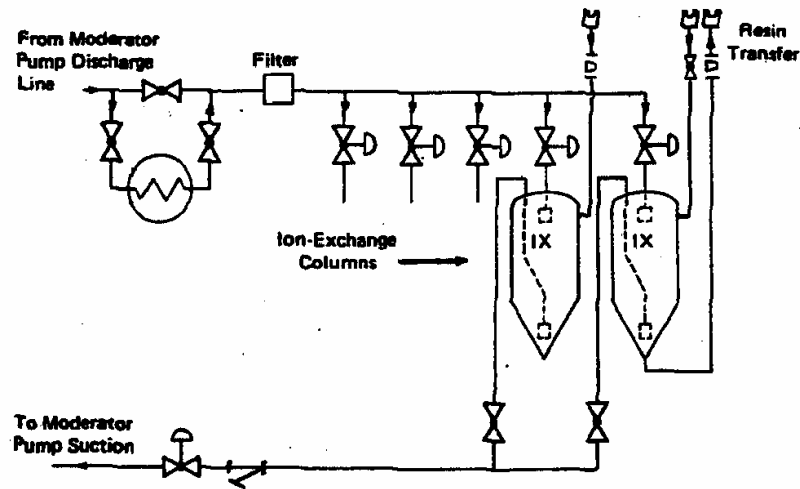 From Moderator
Pump Discharge
Line
Filter
Resin
Transfer
Ion-Exchange
Columns
IX
IX
To Moderator
Pump Suction